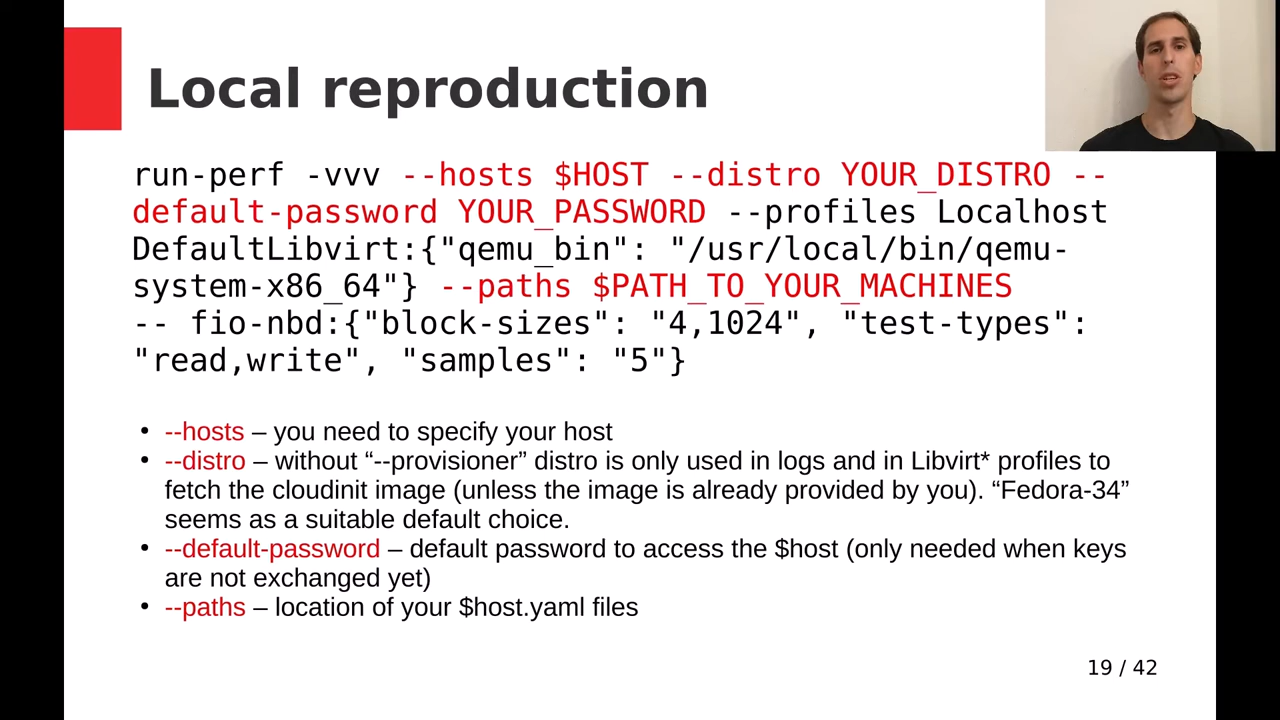 Local reproduction
run-perf -vvv --hosts $HOST --distro YOUR_DISTRO --
default-password YOUR_PASSWORD --profiles Localhost
DefaultLibvirt:{"qemu_bin": "/usr/local/bin/qemu-
system-x86_64"} --paths $PATH_TO_YOUR_MACHINES
-- fio-nbd:{"block-sizes": "4,1024", "test-types":
"read,write", "samples": "5"}
• --hosts – you need to specify your host
• --distro – without “--provisioner” distro is only used in logs and in Libvirt* profiles to
fetch the cloudinit image (unless the image is already provided by you). “Fedora-34”
seems as a suitable default choice.
• --default-password – default password to access the $host (only needed when keys
are not exchanged yet)
• --paths – location of your $host.yaml files
19 / 42